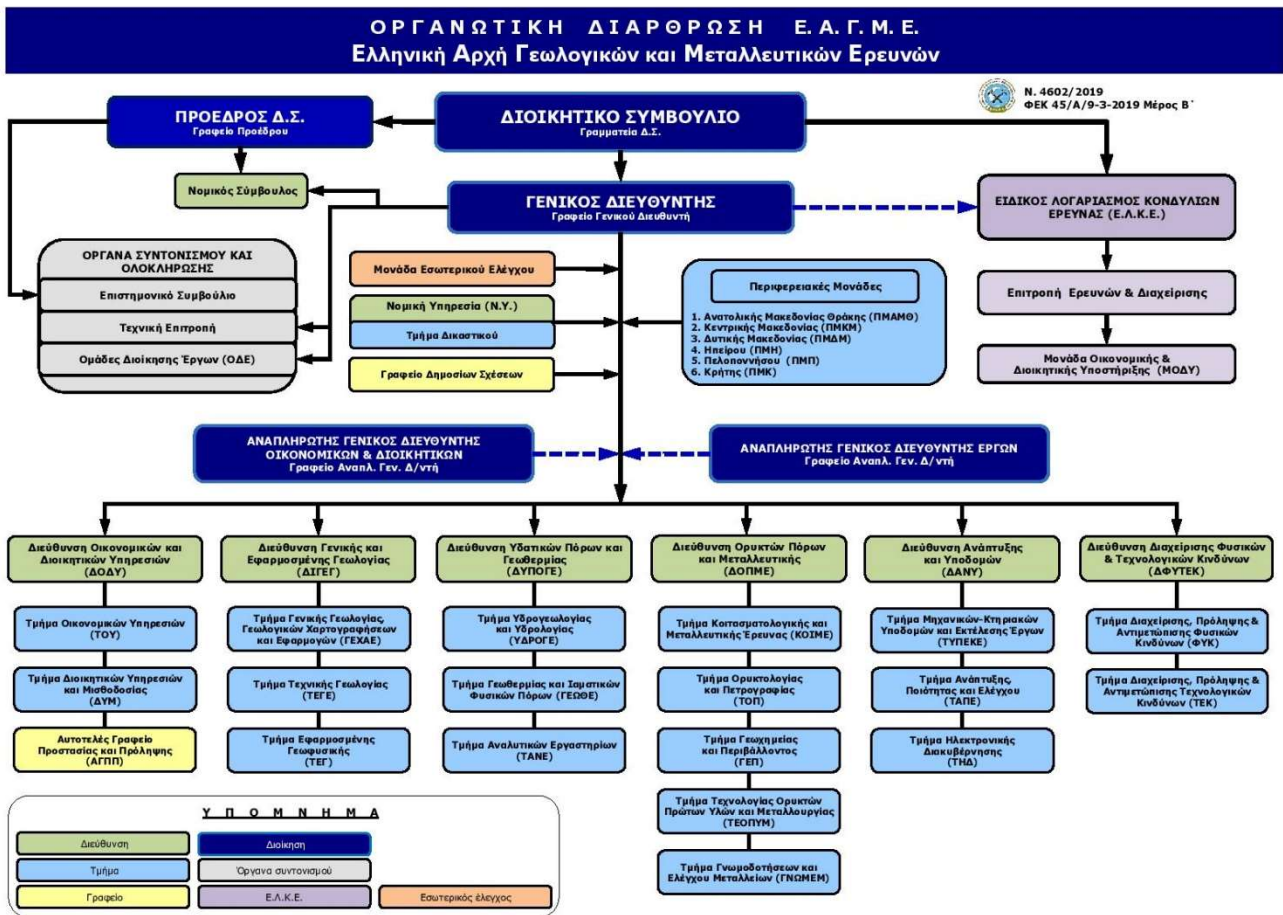 ΟΡΓΑΝΩΤΙΚΗ ΔΙΑΡΘΡΩΣΗ Ε. Α. Γ. Μ. Ε.
Ελληνική Αρχή Γεωλογικών και Μεταλλευτικών Ερευνών
Ν. 4602/2019
ΦΕΚ 45/Α/9-3-2019 Μέρος Β΄
ΠΡΟΕΔΡΟΣ Δ.Σ.
Γραφείο Προέδρου
ΔΙΟΙΚΗΤΙΚΟ ΣΥΜΒΟΥΛΙΟ
Γραμματεία Δ.Σ.
Νομικός Σύμβουλος
ΓΕΝΙΚΟΣ ΔΙΕΥΘΥΝΤΗΣ
Γραφείο Γενικού Διευθυντή
ΕΙΔΙΚΟΣ ΛΟΓΑΡΙΑΣΜΟΣ ΚΟΝΔΥΛΙΩΝ
ΕΡΕΥΝΑΣ (Ε.Λ.Κ.Ε.)
ΟΡΓΑΝΑ ΣΥΝΤΟΝΙΣΜΟΥ ΚΑΙ
ΟΛΟΚΛΗΡΩΣΗΣ
Επιστημονικό Συμβούλιο
Τεχνική Επιτροπή
Ομάδες Διοίκησης Έργων (ΟΔΕ)
Μονάδα Εσωτερικού Ελέγχου
Νομική Υπηρεσία (Ν.Υ.)
Τμήμα Δικαστικού
Γραφείο Δημοσίων Σχέσεων
Περιφερειακές Μονάδες
1. Ανατολικής Μακεδονίας Θράκης (ΠΜΑΜΘ)
2. Κεντρικής Μακεδονίας (ΠΜΚΜ)
3. Δυτικής Μακεδονίας (ΠΜΔΜ)
4. Ηπείρου (ΠΜΗ)
5. Πελοποννήσου (ΠΜΠ)
6. Κρήτης (ΠΜΚ)
Επιτροπή Ερευνών & Διαχείρισης
Μονάδα Οικονομικής &
Διοικητικής Υποστήριξης (ΜΟΔΥ)
ΑΝΑΠΛΗΡΩΤΗΣ ΓΕΝΙΚΟΣ ΔΙΕΥΘΥΝΤΗΣ
ΟΙΚΟΝΟΜΙΚΩΝ & ΔΙΟΙΚΗΤΙΚΩΝ
Γραφείο Αναπλ. Γεν. Δ/ντή
ΑΝΑΠΛΗΡΩΤΗΣ ΓΕΝΙΚΟΣ ΔΙΕΥΘΥΝΤΗΣ ΕΡΓΩΝ
Γραφείο Αναπλ. Γεν. Δ/ντή
Διεύθυνση Οικονομικών και
Διοικητικών Υπηρεσιών
(ΔΟΔΥ)
Τμήμα Οικονομικών Υπηρεσιών
(ΤΟΥ)
Τμήμα Διοικητικών Υπηρεσιών
και Μισθοδοσίας
(ΔΥΜ)
Αυτοτελές Γραφείο
Προστασίας και Πρόληψης
(ΑΓΠΠ)
Διεύθυνση Γενικής και
Εφαρμοσμένης Γεωλογίας
(ΔΙΓΕΓ)
Τμήμα Γενικής Γεωλογίας,
Γεωλογικών Χαρτογραφήσεων
και Εφαρμογών (ΓΕΧΑΕ)
Τμήμα Τεχνικής Γεωλογίας
(ΤΕΓΕ)
Τμήμα Εφαρμοσμένης
Γεωφυσικής
(ΤΕΓ)
Διεύθυνση Υδατικών Πόρων και
Γεωθερμίας
(ΔΥΠΟΓΕ)
Τμήμα Υδρογεωλογίας
και Υδρολογίας
(ΥΔΡΟΓΕ)
Τμήμα Γεωθερμίας και Ιαματικών
Φυσικών Πόρων (ΓΕΩΘΕ)
Τμήμα Αναλυτικών Εργαστηρίων
(ΤΑΝΕ)
Διεύθυνση Ορυκτών Πόρων
και Μεταλλευτικής
(ΔΟΠΜΕ)
Τμήμα Κοιτασματολογικής και
Μεταλλευτικής Έρευνας (ΚΟΙΜΕ)
Τμήμα Ορυκτολογίας
και Πετρογραφίας
(ΤΟΠ)
Τμήμα Γεωχημείας
και Περιβάλλοντος
(ΓΕΠ)
Τμήμα Τεχνολογίας Ορυκτών
Πρώτων Υλών και Μεταλλουργίας
(ΤΕΟΠΥΜ)
Τμήμα Γνωμοδοτήσεων και
Ελέγχου Μεταλλείων (ΓΝΩΜΕΜ)
Διεύθυνση Ανάπτυξης
και Υποδομών
(ΔΑΝΥ)
Τμήμα Μηχανικών-Κτηριακών
Υποδομών και Εκτέλεσης Έργων
(ΤΥΠΕΚΕ)
Τμήμα Ανάπτυξης,
Ποιότητας και Ελέγχου
(ΤΑΠΕ)
Τμήμα Ηλεκτρονικής
Διακυβέρνησης
(ΤΗΔ)
Διεύθυνση Διαχείρισης Φυσικών
& Τεχνολογικών Κινδύνων
(ΔΦΥΤΕΚ)
Τμήμα Διαχείρισης, Πρόληψης &
Αντιμετώπισης Φυσικών
Κινδύνων (ΦΥΚ)
Τμήμα Διαχείρισης, Πρόληψης &
Αντιμετώπισης Τεχνολογικών
Κινδύνων (ΤΕΚ)
ΥΠΟΜΝΗΜΑ
Διεύθυνση
Διοίκηση
Τμήμα
Όργανα συντονισμού
Γραφείο
Ε.Λ.Κ.Ε.
Εσωτερικός έλεγχος